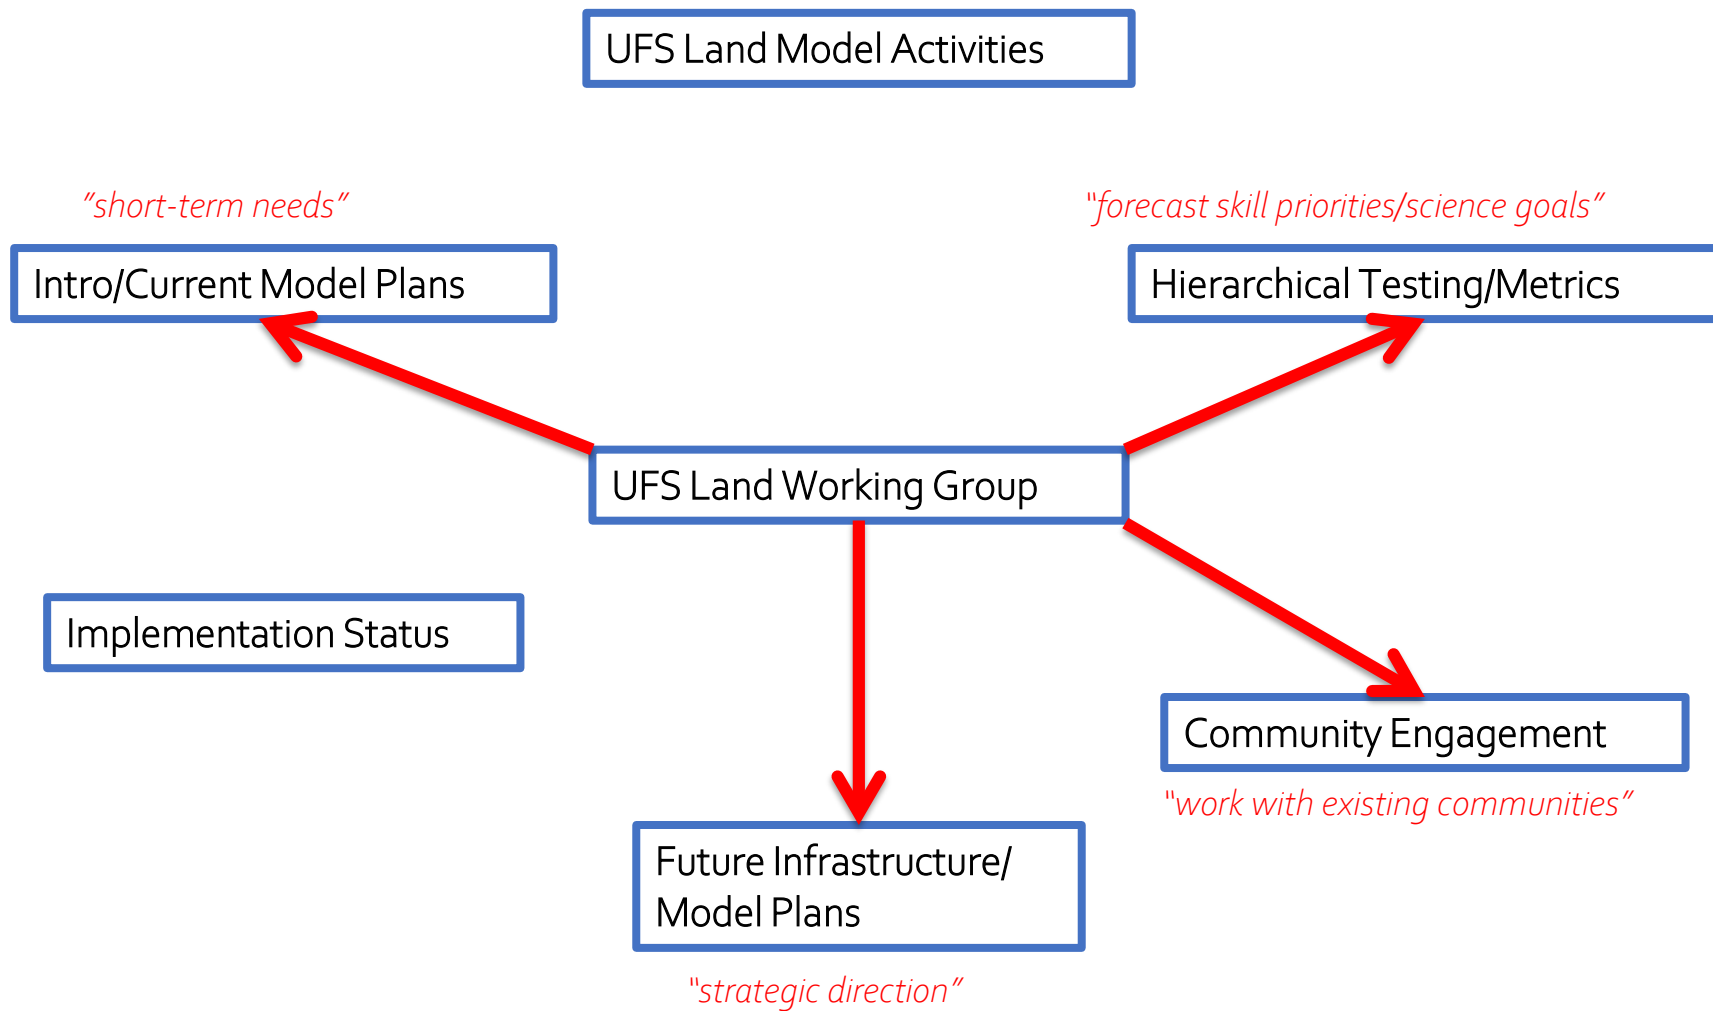 UFS Land Model Activities
"short-term needs"
"forecast skill priorities/science goals"
Intro/Current Model Plans
Hierarchical Testing/Metrics
UFS Land Working Group
Implementation Status
Community Engagement
"work with existing communities"
Future Infrastructure/
Model Plans
"strategic direction"